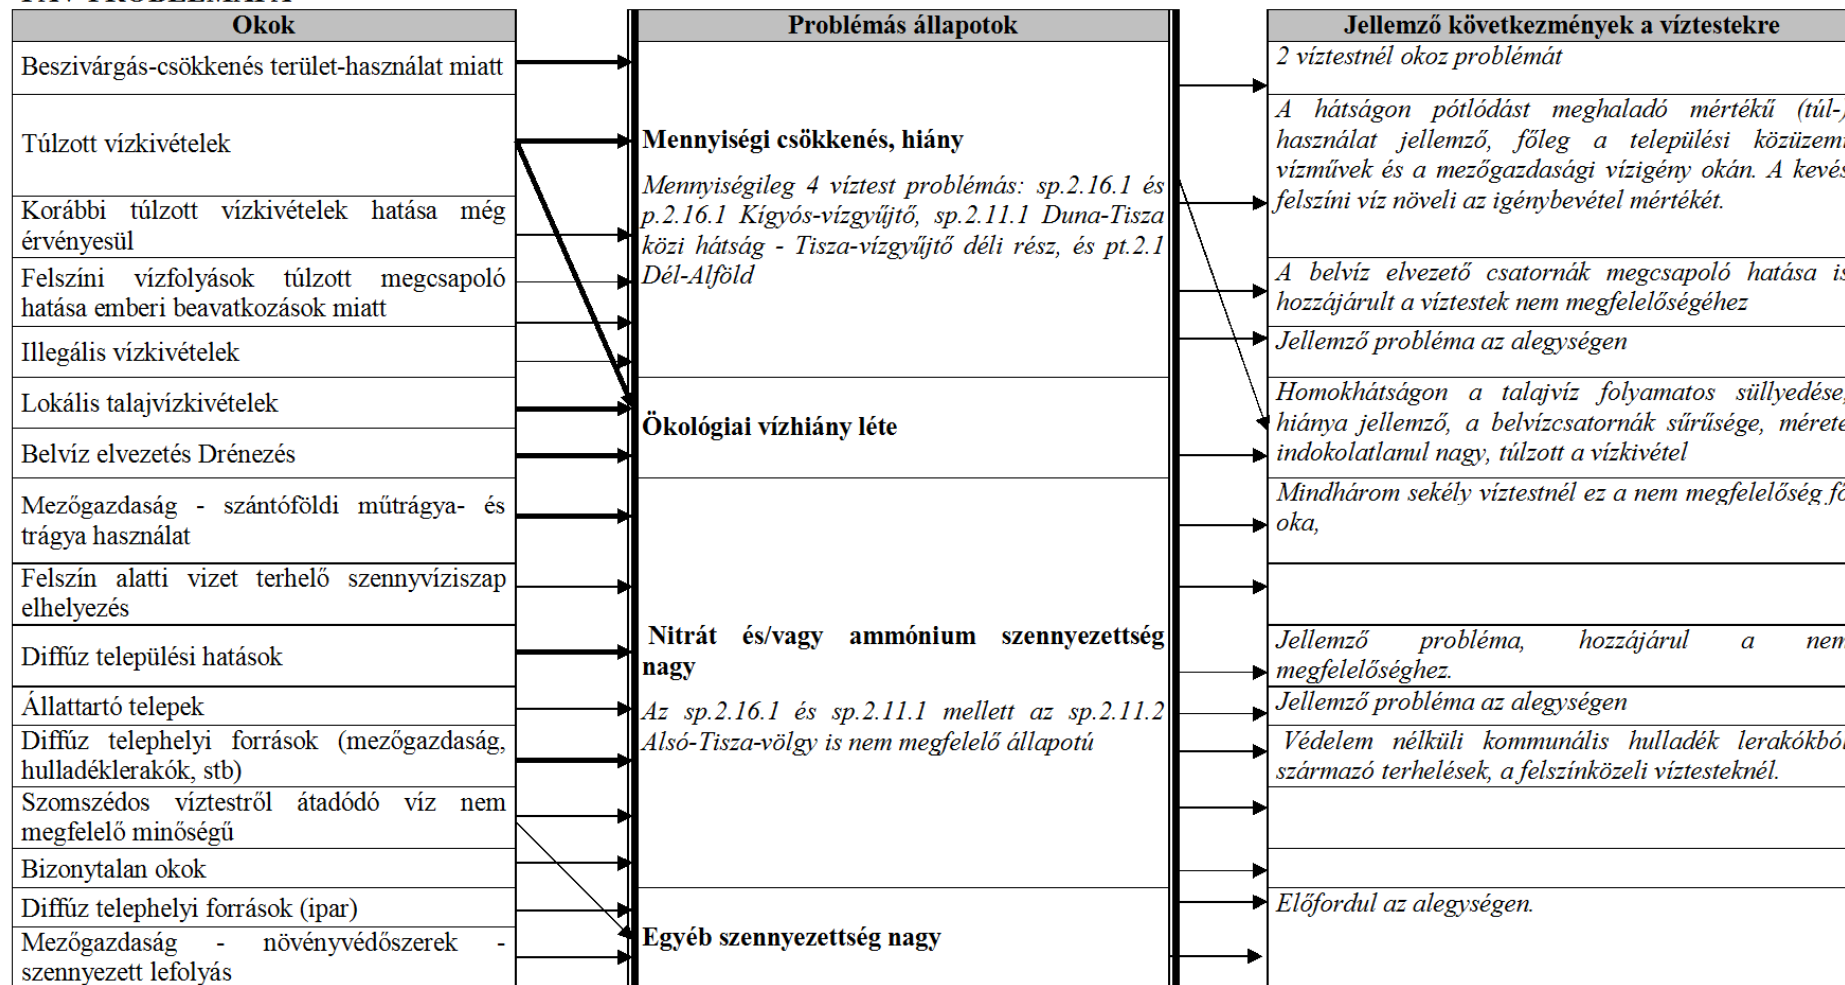 Okok
Beszivárgás-csökkenés terület-használat miatt
Túlzott vízkivételek
Korábbi túlzott vízkivételek hatása még
érvényesül
Felszíni vízfolyások túlzott megcsapoló
hatása emberi beavatkozások miatt
Illegális vízkivételek
Lokális talajvízkivételek
Belvíz elvezetés Drénezés
Mezőgazdaság - szántóföldi műtrágya- és
trágya használat
Felszín alatti vizet terhelő szennyvíziszap
elhelyezés
Diffúz települési hatások
Állattartó telepek
Diffúz telephelyi források (mezőgazdaság,
hulladéklerakók, stb)
Szomszédos víztestről átadódó víz nem
megfelelő minőségű
Bizonytalan okok
Diffúz telephelyi források (ipar)
Mezőgazdaság - növényvédőszerek -
szennyezett lefolyás
Problémás állapotok
Mennyiségi csökkenés, hiány
Mennyiségileg 4 víztest problémás: sp.2.16.1 és
p.2.16.1 Kígyós-vízgyűjtő, sp.2.11.1 Duna-Tisza
közi hátság - Tisza-vízgyűjtő déli rész, és pt.2.1
Dél-Alföld
Ökológiai vízhiány léte
Nitrát és/vagy ammónium szennyezettség
nagy
Az sp.2.16.1 és sp.2.11.1 mellett az sp.2.11.2
Alsó-Tisza-völgy is nem megfelelő állapotú
Egyéb szennyezettség nagy
Jellemző következmények a víztestekre
2 víztestnél okoz problémát
A hátságon pótlódást meghaladó mértékű (túl-)
használat jellemző, főleg a települési közüzemi
vízművek és a mezőgazdasági vízigény okán. A kevés
felszíni víz növeli az igénybevétel mértékét.
A belvíz elvezető csatornák megcsapoló hatása is
hozzájárult a víztestek nem megfelelőségéhez
Jellemző probléma az alegységen
Homokhátságon a talajvíz folyamatos süllyedése,
hiánya jellemző, a belvízcsatornák sűrűsége, mérete
indokolatlanul nagy, túlzott a vízkivétel
Mindhárom sekély víztestnél ez a nem megfelelőség fő
oka,
Jellemző probléma, hozzájárul a nem
megfelelőséghez.
Jellemző probléma az alegységen
Védelem nélküli kommunális hulladék lerakókból
származó terhelések, a felszínközeli víztesteknél.
Előfordul az alegységen.